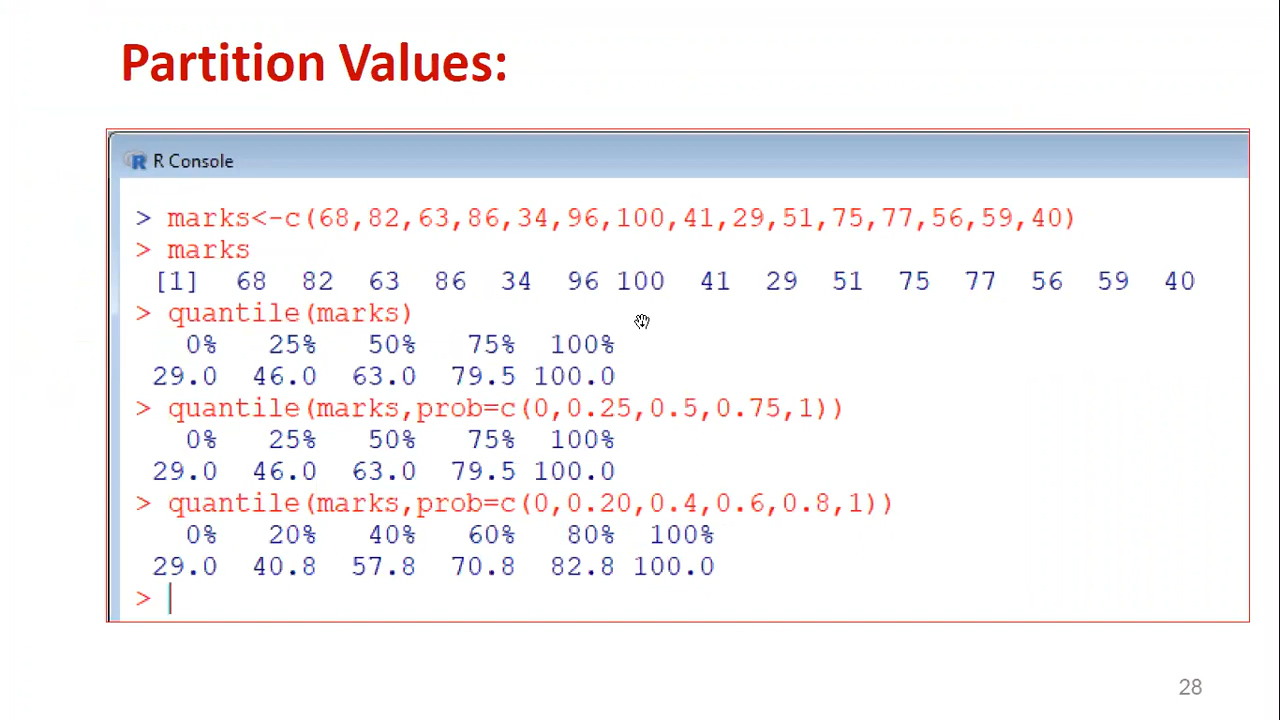 Partition Values:
R Console
> marks<-c(68,82,63,86,34,96,100,41,29,51,75,77,56,59,40)
> marks
[1] 68 82 63 86 34 96 100 41 29 51 75 77 56 59 40
> quantile(marks)
0% 25% 50% 75% 100%
29.0 46.0 63.0 79.5 100.0
> quantile(marks,prob=c(0,0.25,0.5,0.75,1))
0% 25% 50% 75% 100%
29.0 46.0 63.0 79.5 100.0
> quantile(marks,prob=c(0,0.20,0.4,0.6,0.8,1))
0% 20% 40% 60% 80% 100%
29.0 40.8 57.8 70.8 82.8 100.0
>
28